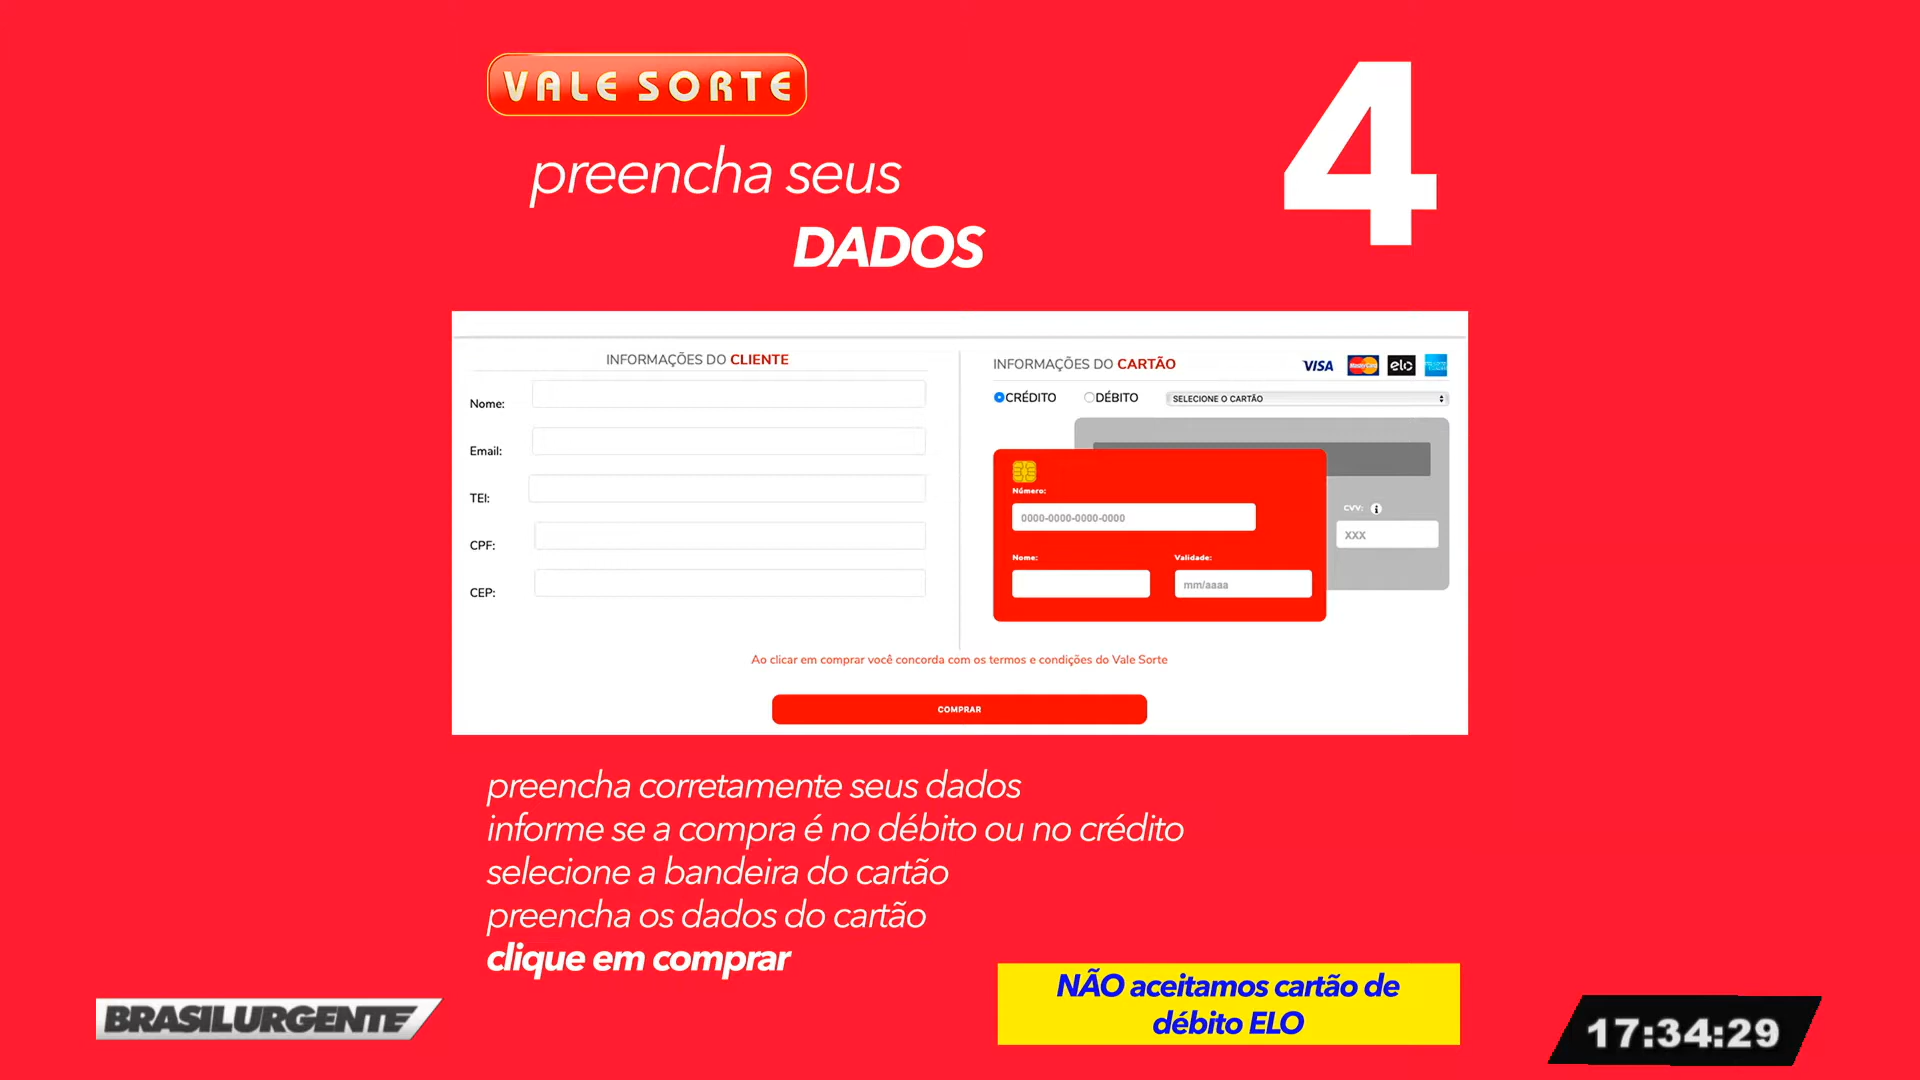 VALE SORTE
4
preencha seus
DADOS
INFORMAÇÕES DO CLIENTE
Nome:
Email:
TEl:
CPF:
CEP:
INFORMAÇÕES DO CARTÃO
VISA
MasterCard
elo
CRÉDITO
DÉBITO
SELECIONE O CARTÃO
Número:
0000-0000-0000-0000
Nome:
Validade:
mm/aaaa
CVV:
XXX
Ao clicar em comprar você concorda com os termos e condições do Vale Sorte
COMPRAR
preencha corretamente seus dados
informe se a compra é no débito ou no crédito
selecione a bandeira do cartão
preencha os dados do cartão
clique em comprar
NÃO aceitamos cartão de
débito ELO
BRASILURGENTE
17:34:29